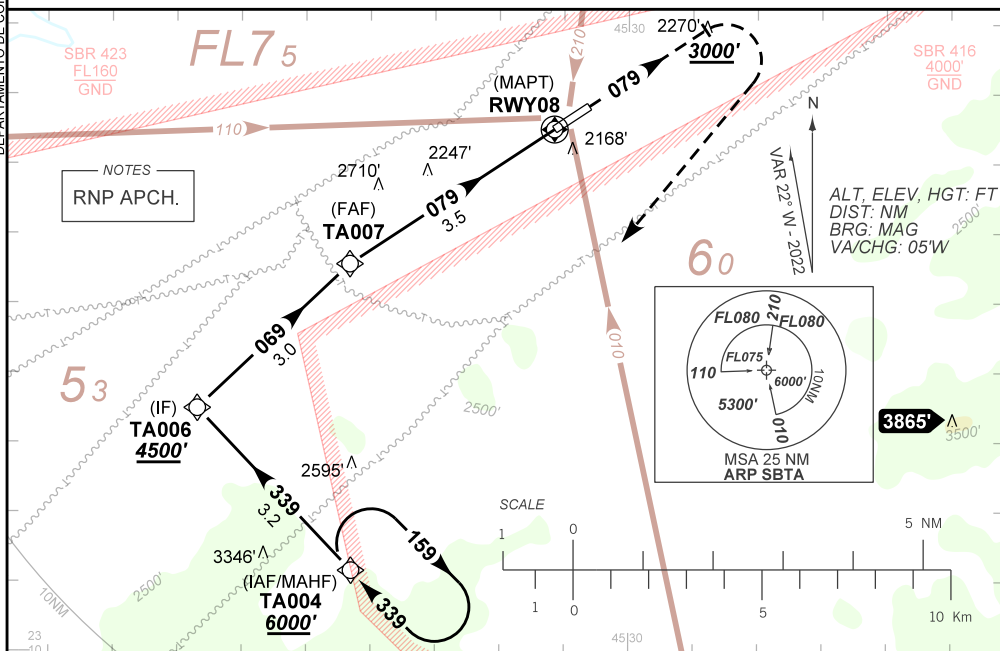 SBR 423
FL160
GND
FL7 5
110
NOTES
RNP APCH.
(MAPT)
RWY08
210
2270'
3000'
45 30
079
SBR 416
4000'
GND
2168'
2710'
2247'
(FAF)
TA007
079
3.5
N
VAR 22° W - 2022
ALT, ELEV, HGT: FT
DIST: NM
BRG: MAG
VA/CHG: 05'W
2500'
6 0
5 3
069
3.0
010
(IF)
TA006
4500'
339
3.2
2595'
2500'
3346'
(IAF/MAHF)
TA004
6000'
159
339
2500'
10NM
23
10
FL080
210
FL080
FL075
110
6000'
10NM
5300'
010
MSA 25 NM
ARP SBTA
3865'
3500'
SCALE
1
0
5 NM
1
0
5
10 Km
45 30